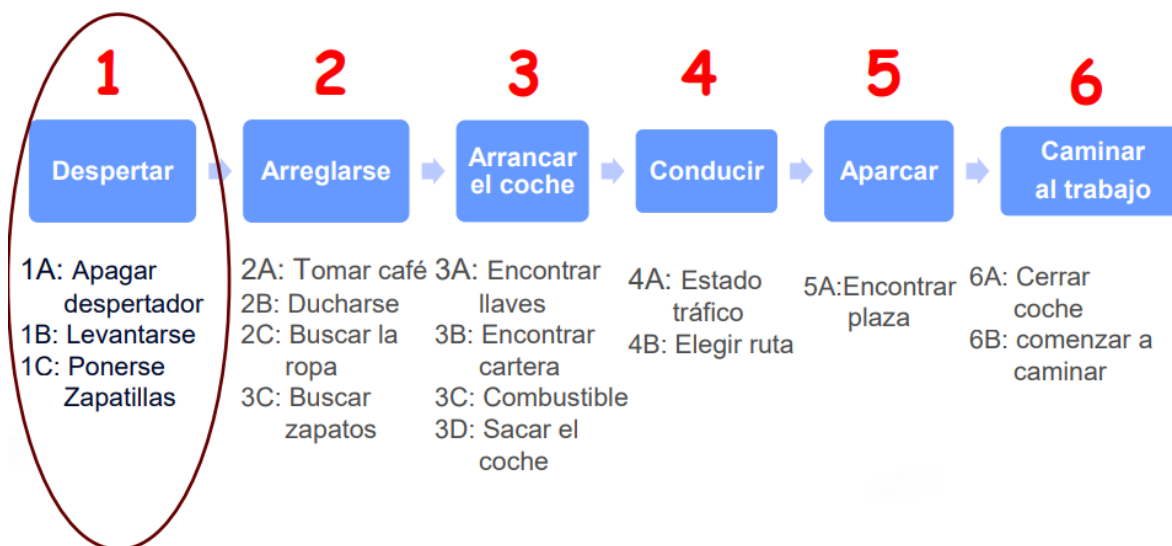 1
2
3
4
5
6
Despertar
Arreglarse
Arrancar
el coche
Conducir
Aparcar
Caminar
al trabajo
1A: Apagar
despertador
1B: Levantarse
1C: Ponerse
Zapatillas
2A: Tomar café
2B: Ducharse
2C: Buscar la
ropa
3C: Buscar
zapatos
3A: Encontrar
llaves
3B: Encontrar
cartera
3C: Combustible
3D: Sacar el
coche
4A: Estado
tráfico
4B: Elegir ruta
5A:Encontrar
plaza
6A: Cerrar
coche
6B: comenzar a
caminar